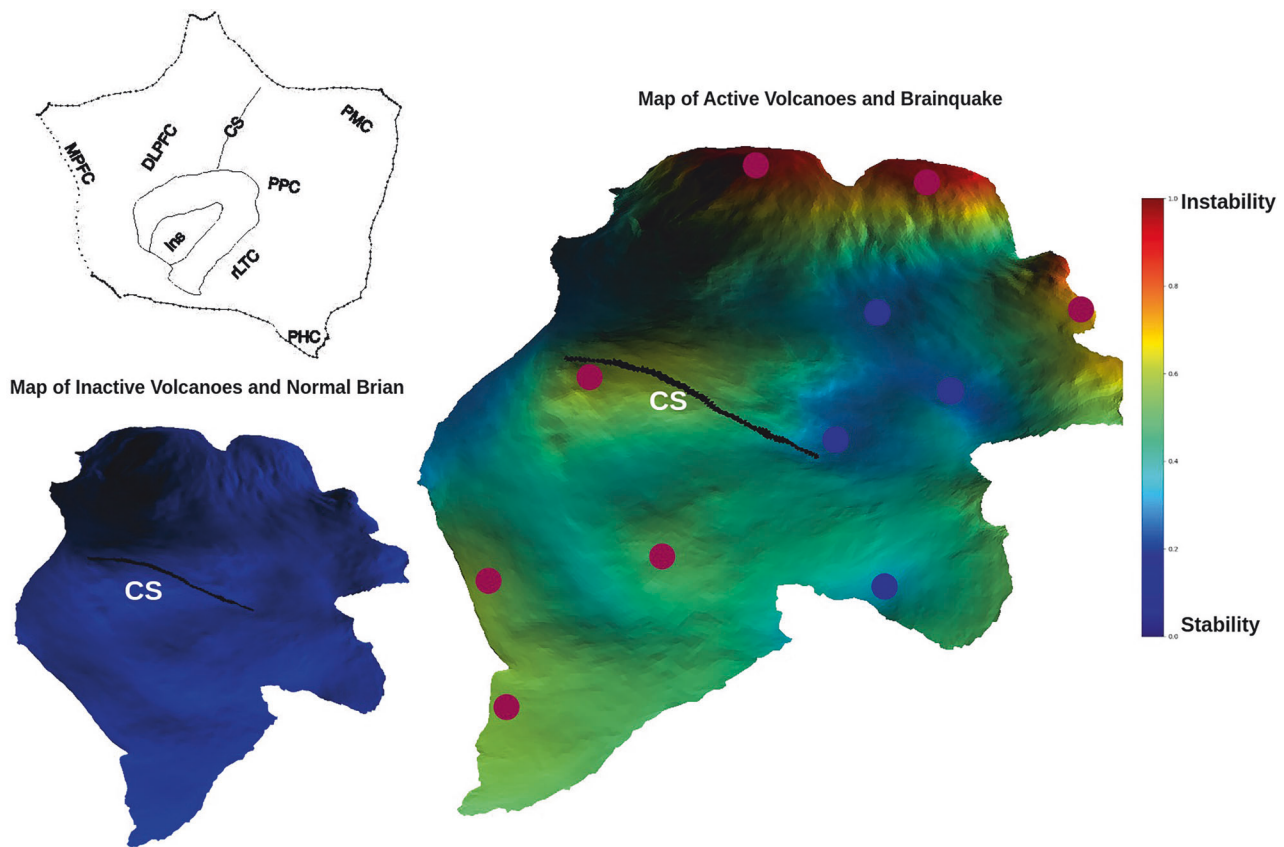 CS
PMC
DLPFC
MPFC
PPC
Ins
rLTC
PHC
Map of Inactive Volcanoes and Normal Brian
CS
Map of Active Volcanoes and Brainquake
CS
1.0
Instability
0.8
0.6
0.4
0.2
Stability
0.0